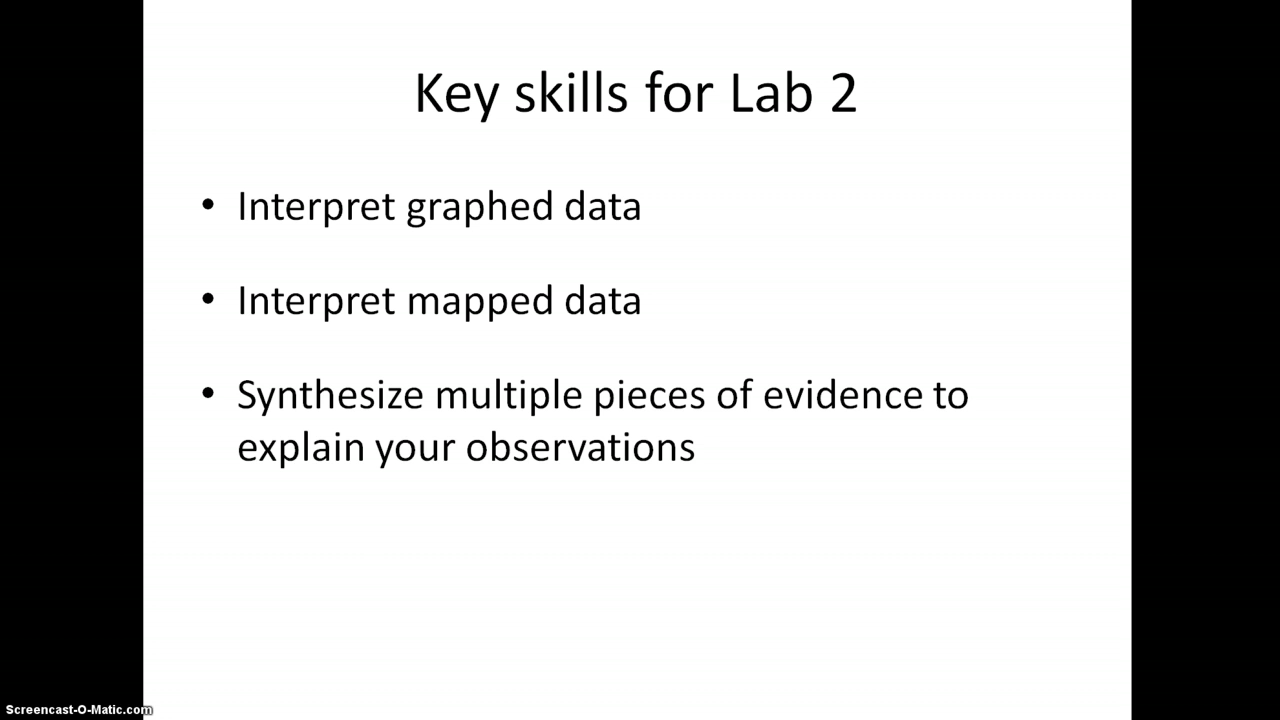 Key skills for Lab 2
• Interpret graphed data
• Interpret mapped data
• Synthesize multiple pieces of evidence to
explain your observations
Screencast-O-Matic.com